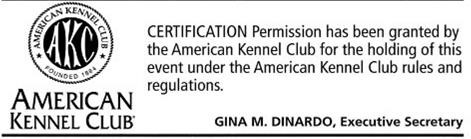 AMERICAN KENNEL CLUB
AKC
FOUNDED 1884
AMERICAN
KENNEL CLUB®
CERTIFICATION Permission has been granted by
the American Kennel Club for the holding of this
event under the American Kennel Club rules and
regulations.
GINA M. DINARDO, Executive Secretary